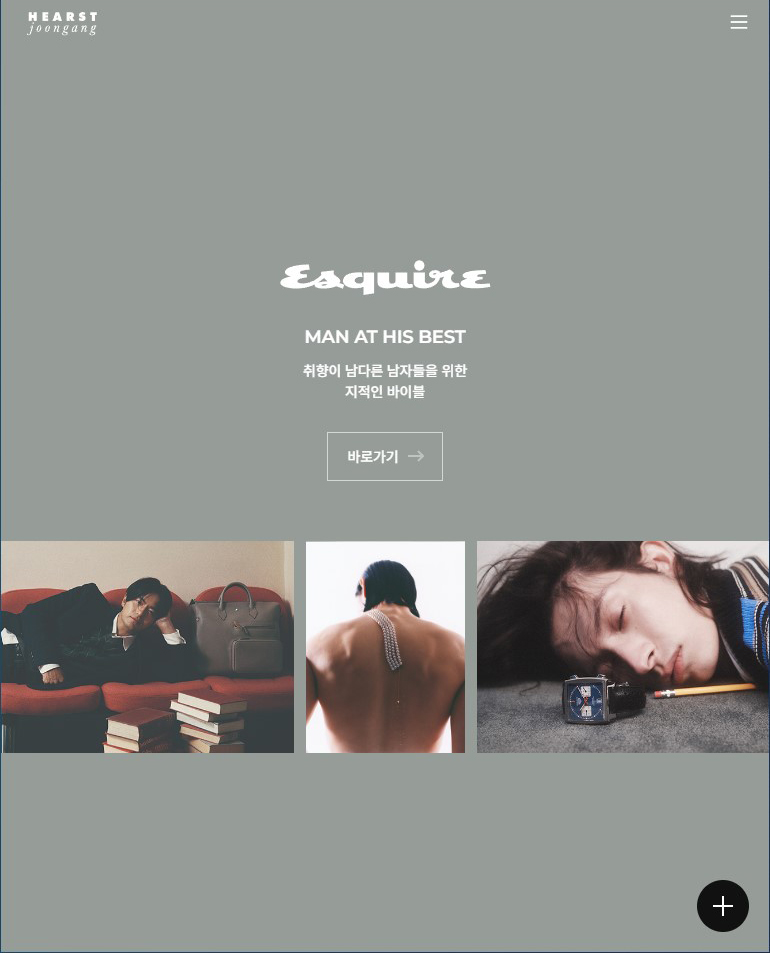 HEARST
joongang
Esquire
MAN AT HIS BEST
취향이 남다른 남자들을 위한
지적인 바이블
바로가기